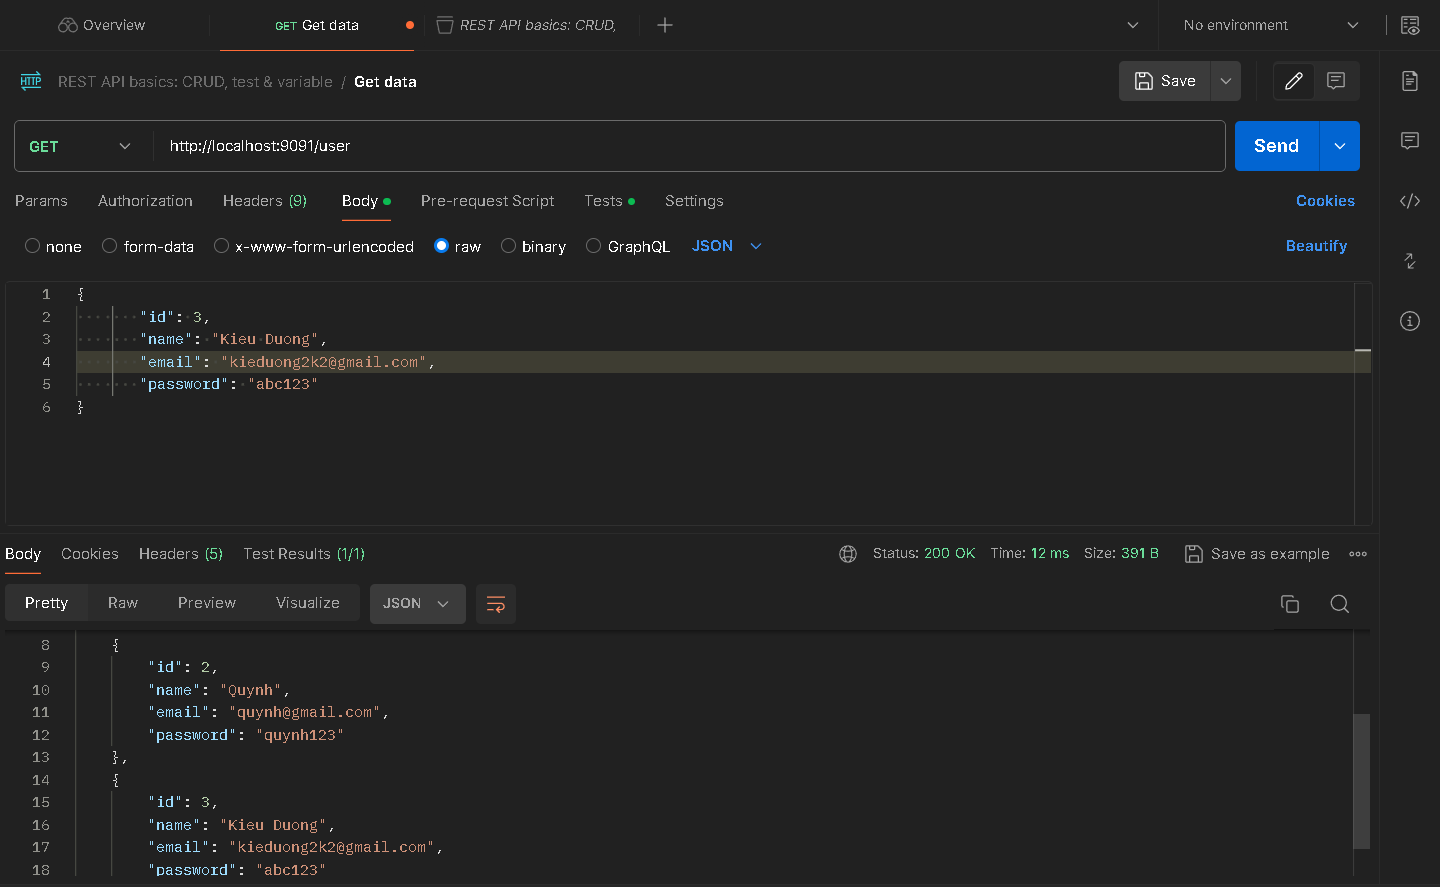 Overview
GET Get data
REST API basics: CRUD,
No environment
HTTP
REST API basics: CRUD, test & variable / Get data
Save
GET
http://localhost:9091/user
Send
Params Authorization Headers (9) Body Pre-request Script Tests Settings Cookies
none form-data x-www-form-urlencoded raw binary GraphQL JSON Beautify
1 {
2 "id": 3,
3 "name": "Kieu Duong",
4 "email": "kieduong2k2@gmail.com",
5 "password": "abc123"
6 }
Body Cookies Headers (5) Test Results (1/1) Status: 200 OK Time: 12 ms Size: 391 B Save as example
Pretty Raw Preview Visualize JSON
8 {
9 "id": 2,
10 "name": "Quynh",
11 "email": "quynh@gmail.com",
12 "password": "quynh123"
13 },
14 {
15 "id": 3,
16 "name": "Kieu Duong",
17 "email": "kieduong2k2@gmail.com",
18 "password": "abc123"